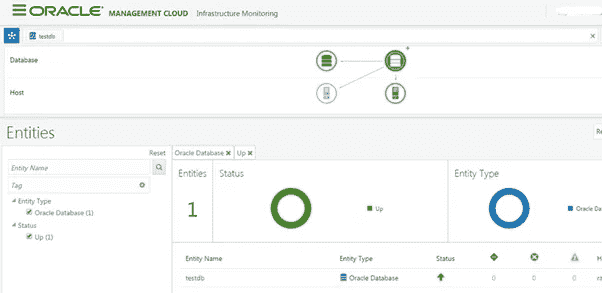 ORACLE® MANAGEMENT CLOUD | Infrastructure Monitoring
testdb
Database
Host
Entities
Reset
Entity Name
Tag
Entity Type
Oracle Database (1)
Status
Up (1)
Oracle Database Up
Entities
1
Status
Up
Entity Type
Entity Name Entity Type Status
testdb Oracle Database 0 0 0